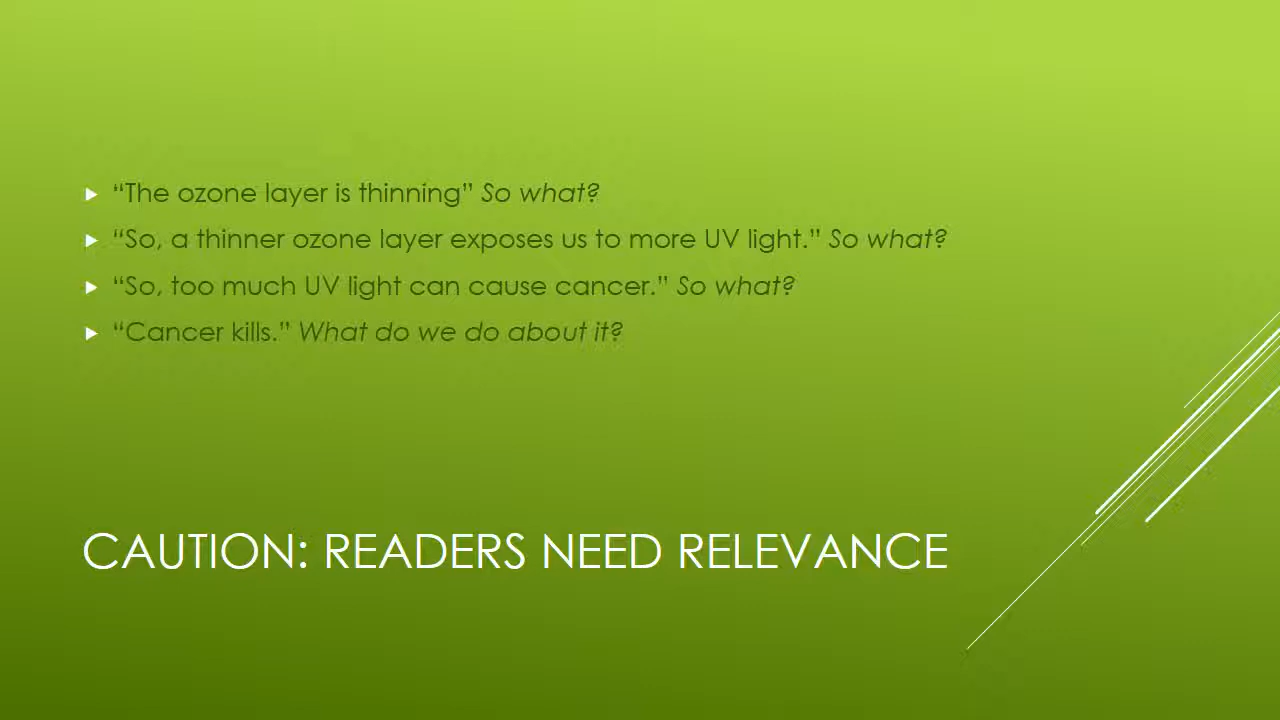 “The ozone layer is thinning” So what?
“So, a thinner ozone layer exposes us to more UV light.” So what?
“So, too much UV light can cause cancer.” So what?
“Cancer kills.” What do we do about it?
CAUTION: READERS NEED RELEVANCE